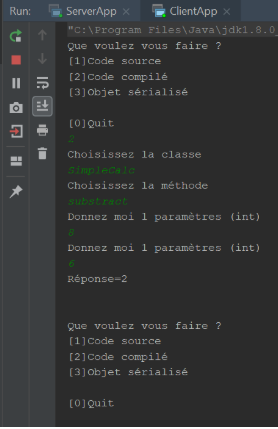 Run: ServerApp × ClientApp ×
"C:\Program Files\Java\jdk1.8.0_
Que voulez vous faire ?
[1]Code source
[2]Code compilé
[3]Objet sérialisé
[0]Quit
2
Choisissez la classe
SimpleCalc
Choisissez la méthode
substract
Donnez moi 1 paramètres (int)
8
Donnez moi 1 paramètres (int)
6
Réponse=2
Que voulez vous faire ?
[1]Code source
[2]Code compilé
[3]Objet sérialisé
[0]Quit